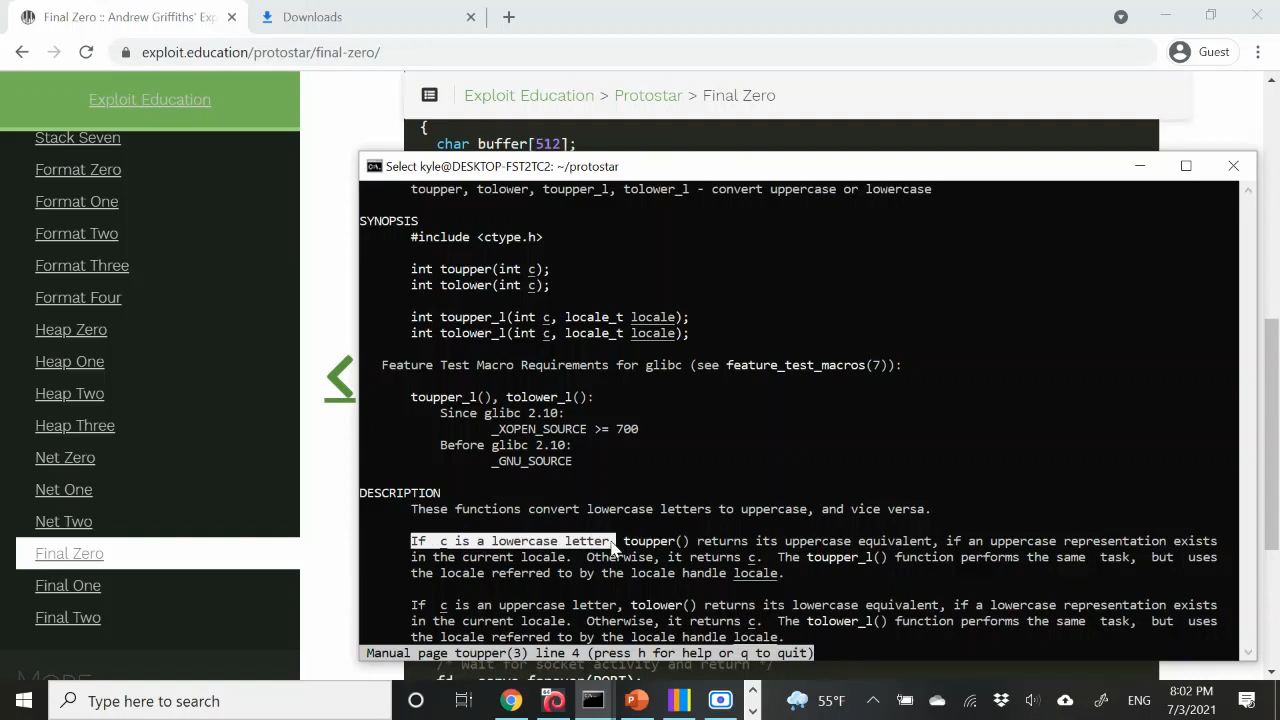 Final Zero :: Andrew Griffiths' Exp
Downloads
exploit.education/protostar/final-zero/
Guest
Exploit Education
Stack Seven
Format Zero
Format One
Format Two
Format Three
Format Four
Heap Zero
Heap One
Heap Two
Heap Three
Net Zero
Net One
Net Two
Final Zero
Final One
Final Two
MORE
Exploit Education > Protostar > Final Zero
{
char buffer[512];
Select kyle@DESKTOP-FST2TC2: ~/protostar
toupper, tolower, toupper_l, tolower_l - convert uppercase or lowercase
SYNOPSIS
#include <ctype.h>
int toupper(int c);
int tolower(int c);
int toupper_l(int c, locale_t locale);
int tolower_l(int c, locale_t locale);
Feature Test Macro Requirements for glibc (see feature_test_macros(7)):
toupper_l(), tolower_l():
Since glibc 2.10:
_XOPEN_SOURCE >= 700
Before glibc 2.10:
_GNU_SOURCE
DESCRIPTION
These functions convert lowercase letters to uppercase, and vice versa.
If c is a lowercase letter, toupper() returns its uppercase equivalent, if an uppercase representation exists
in the current locale. Otherwise, it returns c. The toupper_l() function performs the same task, but uses
the locale referred to by the locale handle locale.
If c is an uppercase letter, tolower() returns its lowercase equivalent, if a lowercase representation exists
in the current locale. Otherwise, it returns c. The tolower_l() function performs the same task, but uses
the locale referred to by the locale handle locale.
Manual page toupper(3) line 4 (press h for help or q to quit)
/* Wait for socket activity and return */
fd = serve_forever(PORT);
Type here to search
55°F
ENG
8:02 PM
7/3/2021